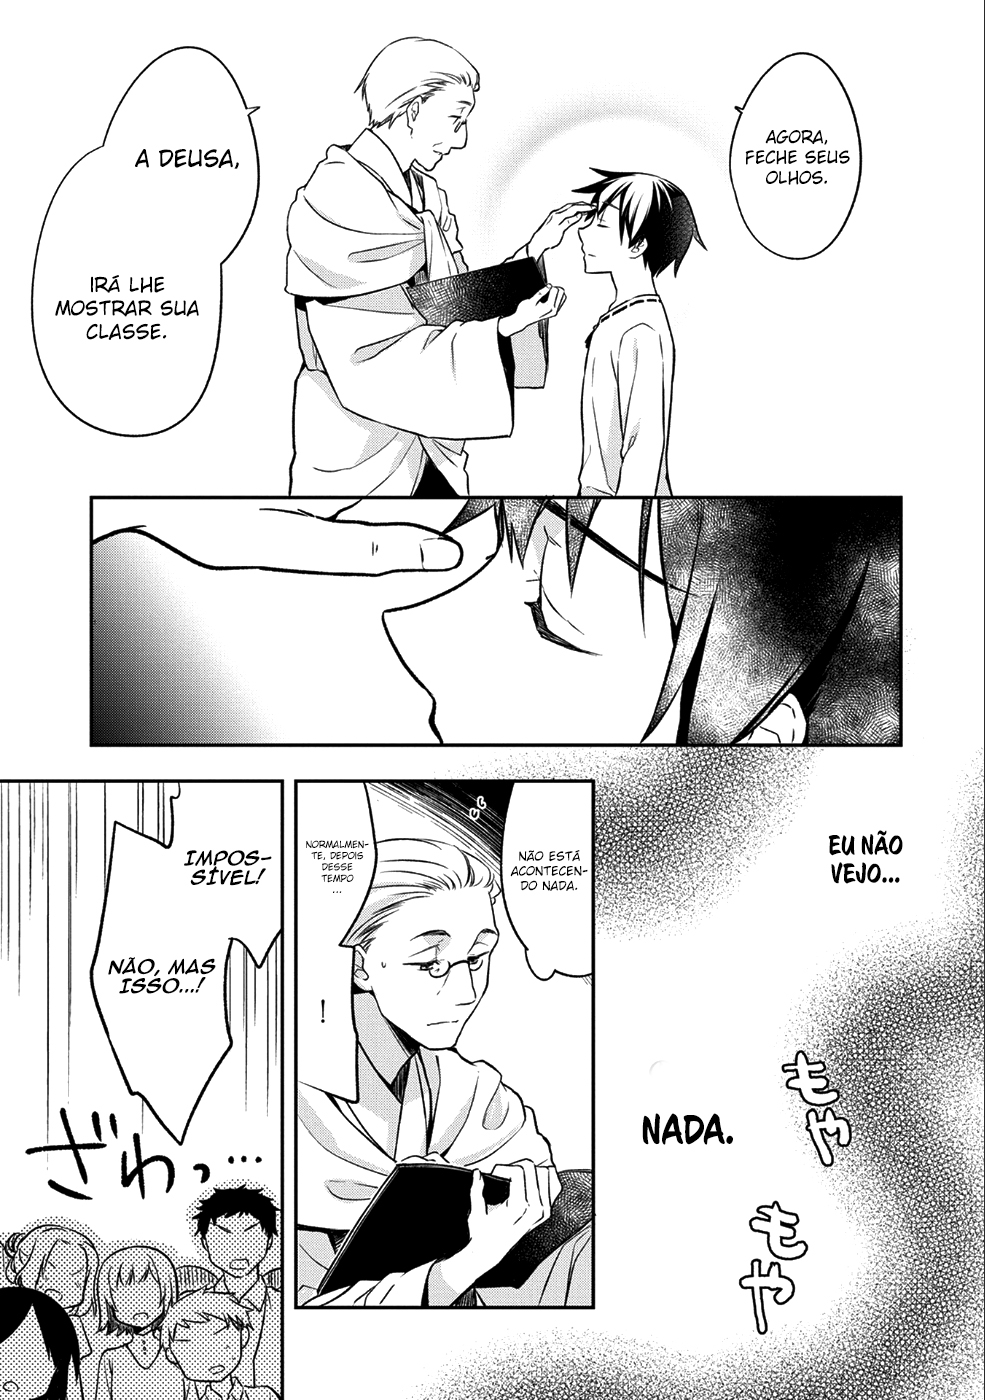 AGORA,
FECHE SEUS
OLHOS.
A DEUSA,
IRÁ LHE
MOSTRAR SUA
CLASSE.
EU NÃO
VEJO...
NADA.
もや
もや
NÃO ESTÁ
ACONTECEN-
DO NADA.
NORMALMEN-
TE, DEPOIS
DESSE
TEMPO
...
!
IMPOS-
SÍVEL!
NÃO, MAS
ISSO...!
ざわっ…